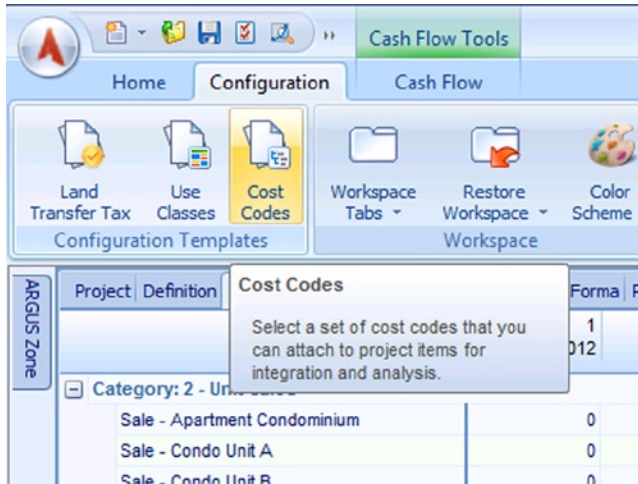 Cash Flow Tools
Home Configuration Cash Flow
Land Transfer Tax
Use Classes
Cost Codes
Workspace Tabs
Restore Workspace
Color Scheme
Configuration Templates
Workspace
ARGUS Zone
Project Definition
Forma
1
012
Cost Codes
Select a set of cost codes that you
can attach to project items for
integration and analysis.
Category: 2 -
Sale - Apartment Condominium 0
Sale - Condo Unit A 0
Sale - Condo Unit B 0